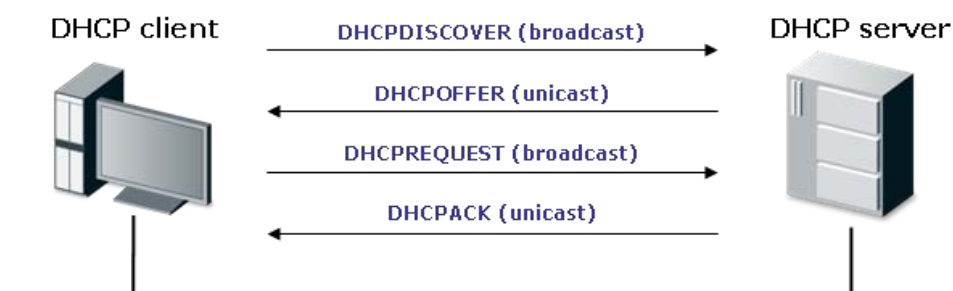 DHCP client
DHCP server
DHCPDISCOVER (broadcast)
DHCPOFFER (unicast)
DHCPREQUEST (broadcast)
DHCPACK (unicast)